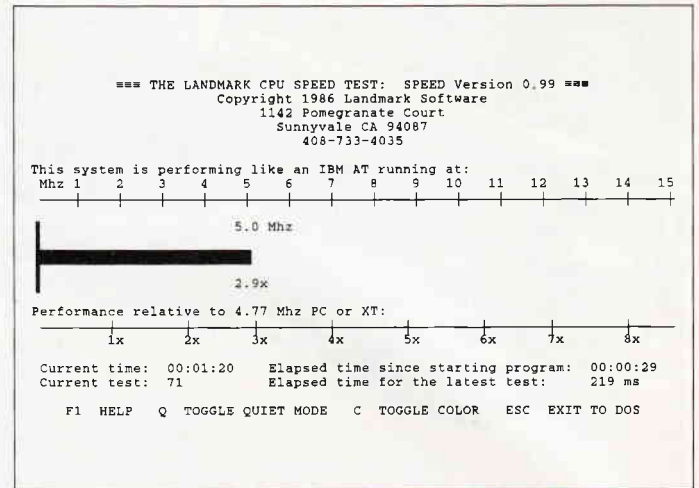 ≡≡≡ THE LANDMARK CPU SPEED TEST: SPEED Version 0.99 ≡≡≡
Copyright 1986 Landmark Software
1142 Pomegranate Court
Sunnyvale CA 94087
408-733-4035
This system is performing like an IBM AT running at:
Mhz 1 2 3 4 5 6 7 8 9 10 11 12 13 14 15
5.0 Mhz
2.9x
Performance relative to 4.77 Mhz PC or XT:
1x 2x 3x 4x 5x 6x 7x 8x
Current time: 00:01:20 Elapsed time since starting program: 00:00:29
Current test: 71 Elapsed time for the latest test: 219 ms
F1 HELP Q TOGGLE QUIET MODE C TOGGLE COLOR ESC EXIT TO DOS